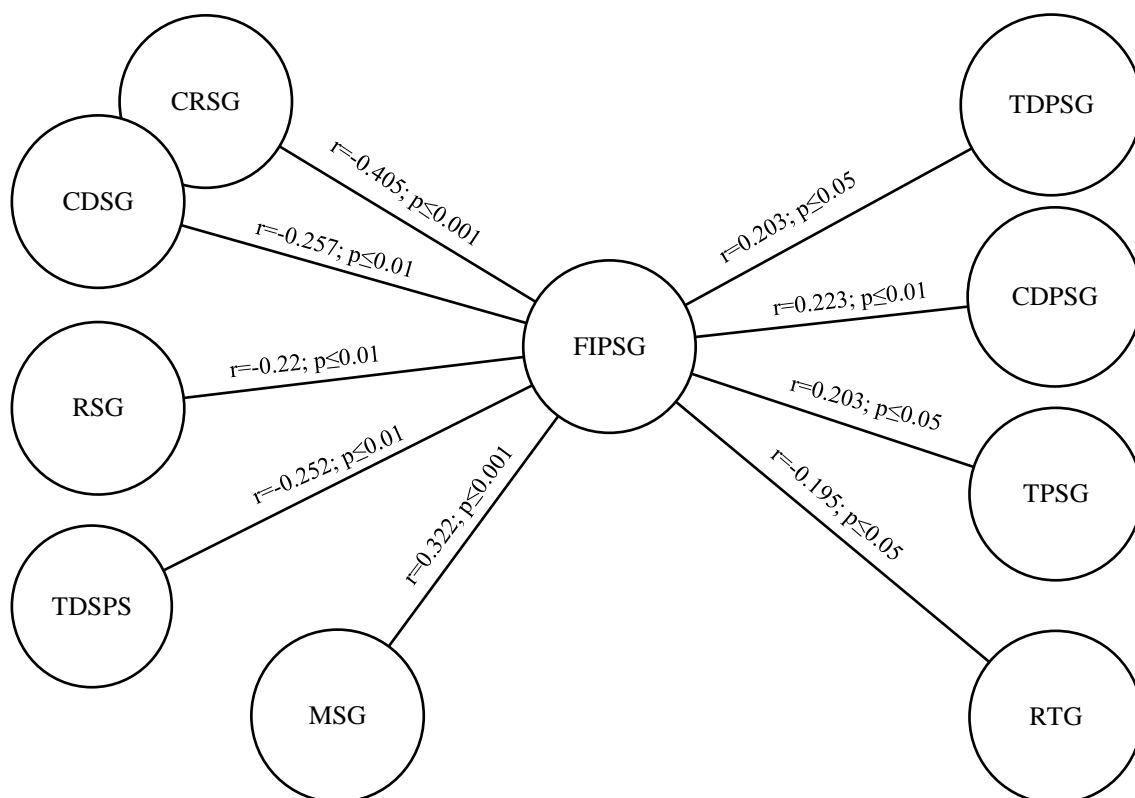 CRSG
TDPSG
r=-0.405; p≤0.001
r=0.203; p≤0.05
CDSG
r=-0.257; p≤0.01
r=0.223; p≤0.01
CDPSG
FIPSG
r=-0.22; p≤0.01
RSG
r=0.203; p≤0.05
r=-0.252; p≤0.01
TPSG
r=0.322; p≤0.001
r=-0.195; p≤0.05
TDSPS
MSG
RTG